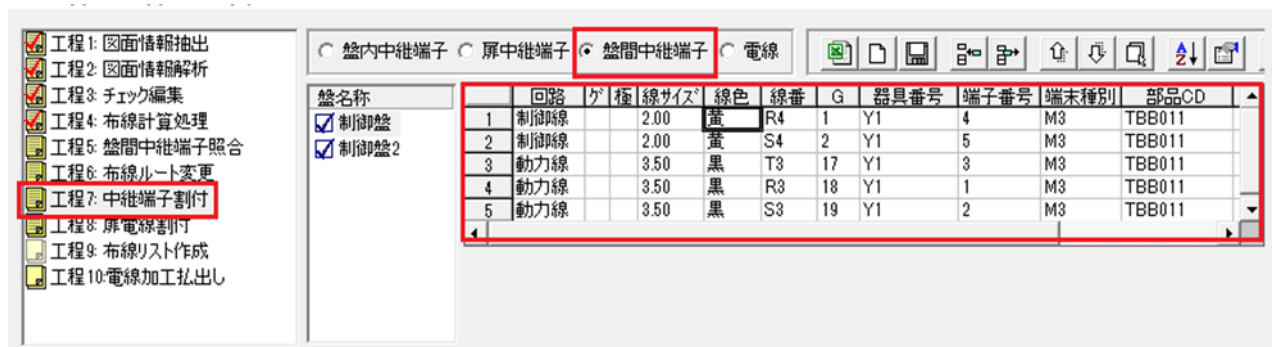 工程1: 図面情報抽出
工程2: 図面情報解析
工程3: チェック編集
工程4: 布線計算処理
工程5: 盤間中継端子照合
工程6: 布線ルート変更
工程7: 中継端子割付
工程8: 扉電線割付
工程9: 布線リスト作成
工程10:電線加工払出し
盤内中継端子 扉中継端子 盤間中継端子 電線
盤名称
制御盤
制御盤2
回路 ゲ 極 線サイズ 線色 線番 G 器具番号 端子番号 端末種別 部品CD
1 制御線 2.00 黄 R4 1 Y1 4 M3 TBB011
2 制御線 2.00 黄 S4 2 Y1 5 M3 TBB011
3 動力線 3.50 黒 T3 17 Y1 3 M3 TBB011
4 動力線 3.50 黒 R3 18 Y1 1 M3 TBB011
5 動力線 3.50 黒 S3 19 Y1 2 M3 TBB011